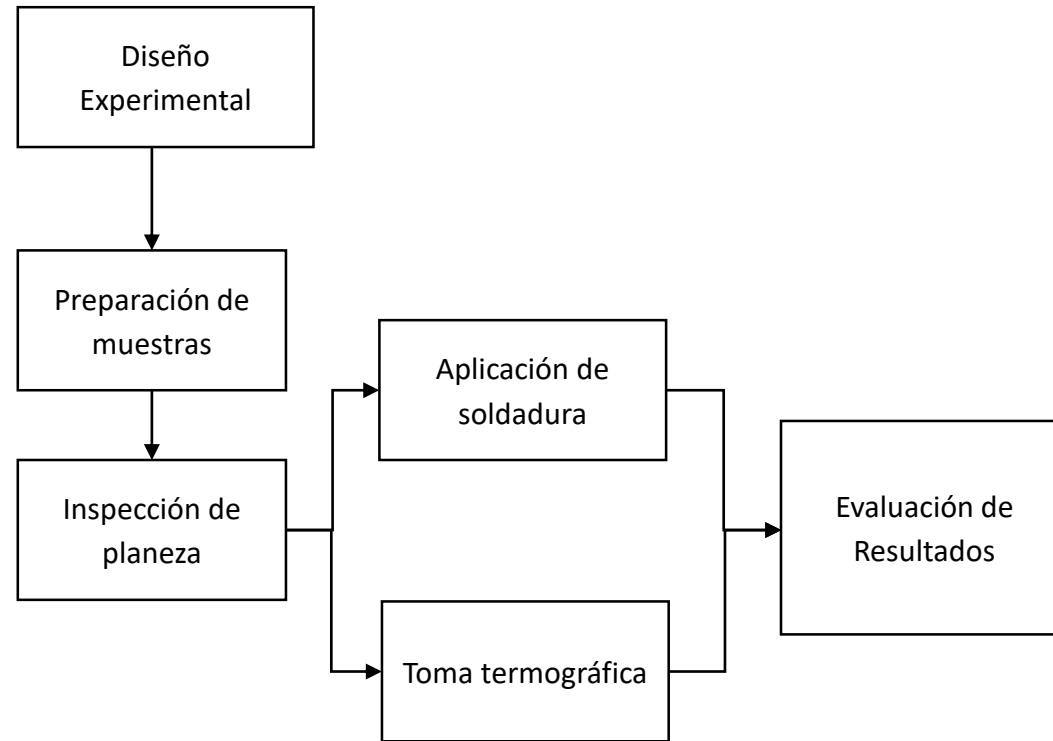 Diseño
Experimental
Preparación de
muestras
Inspección de
planeza
Aplicación de
soldadura
Toma termográfica
Evaluación de
Resultados